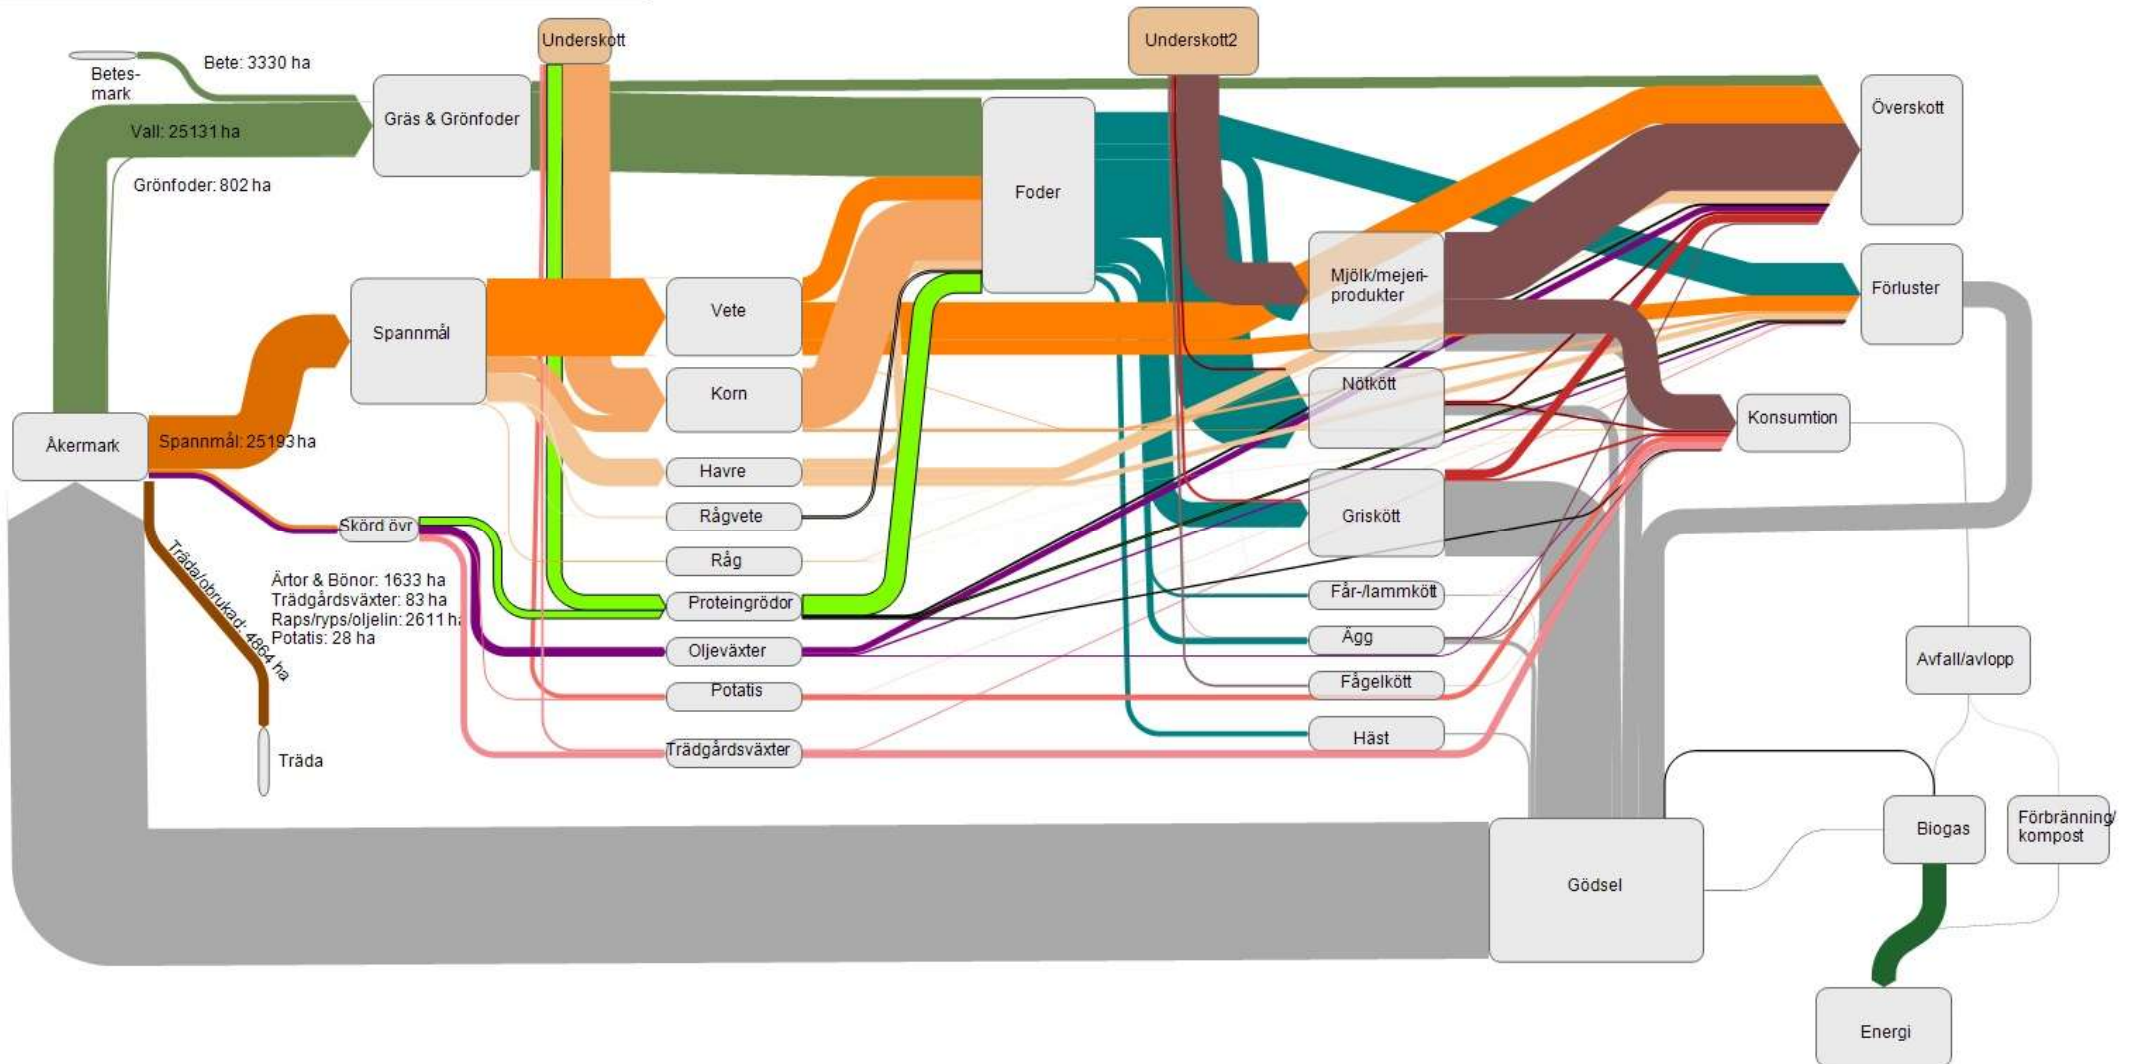 Underskott
Underskott2
Betes-
mark
Bete: 3330 ha
Gräs & Grönfoder
Vall: 25131 ha
Grönfoder: 802 ha
Foder
Överskott
Spannmål
Vete
Mjölk/mejeri-
produkter
Förluster
Korn
Nötkött
Konsumtion
Åkermark
Spannmål: 25193 ha
Havre
Rågvete
Griskött
Skörd övr
Råg
Träda/obrukad: 4864 ha
Ärtor & Bönor: 1633 ha
Trädgårdsväxter: 83 ha
Raps/ryps/oljelin: 2611 ha
Potatis: 28 ha
Proteingrödor
Får-/lammkött
Oljeväxter
Ägg
Avfall/avlopp
Potatis
Fågelkött
Trädgårdsväxter
Häst
Träda
Biogas
Förbränning/
kompost
Gödsel
Energi